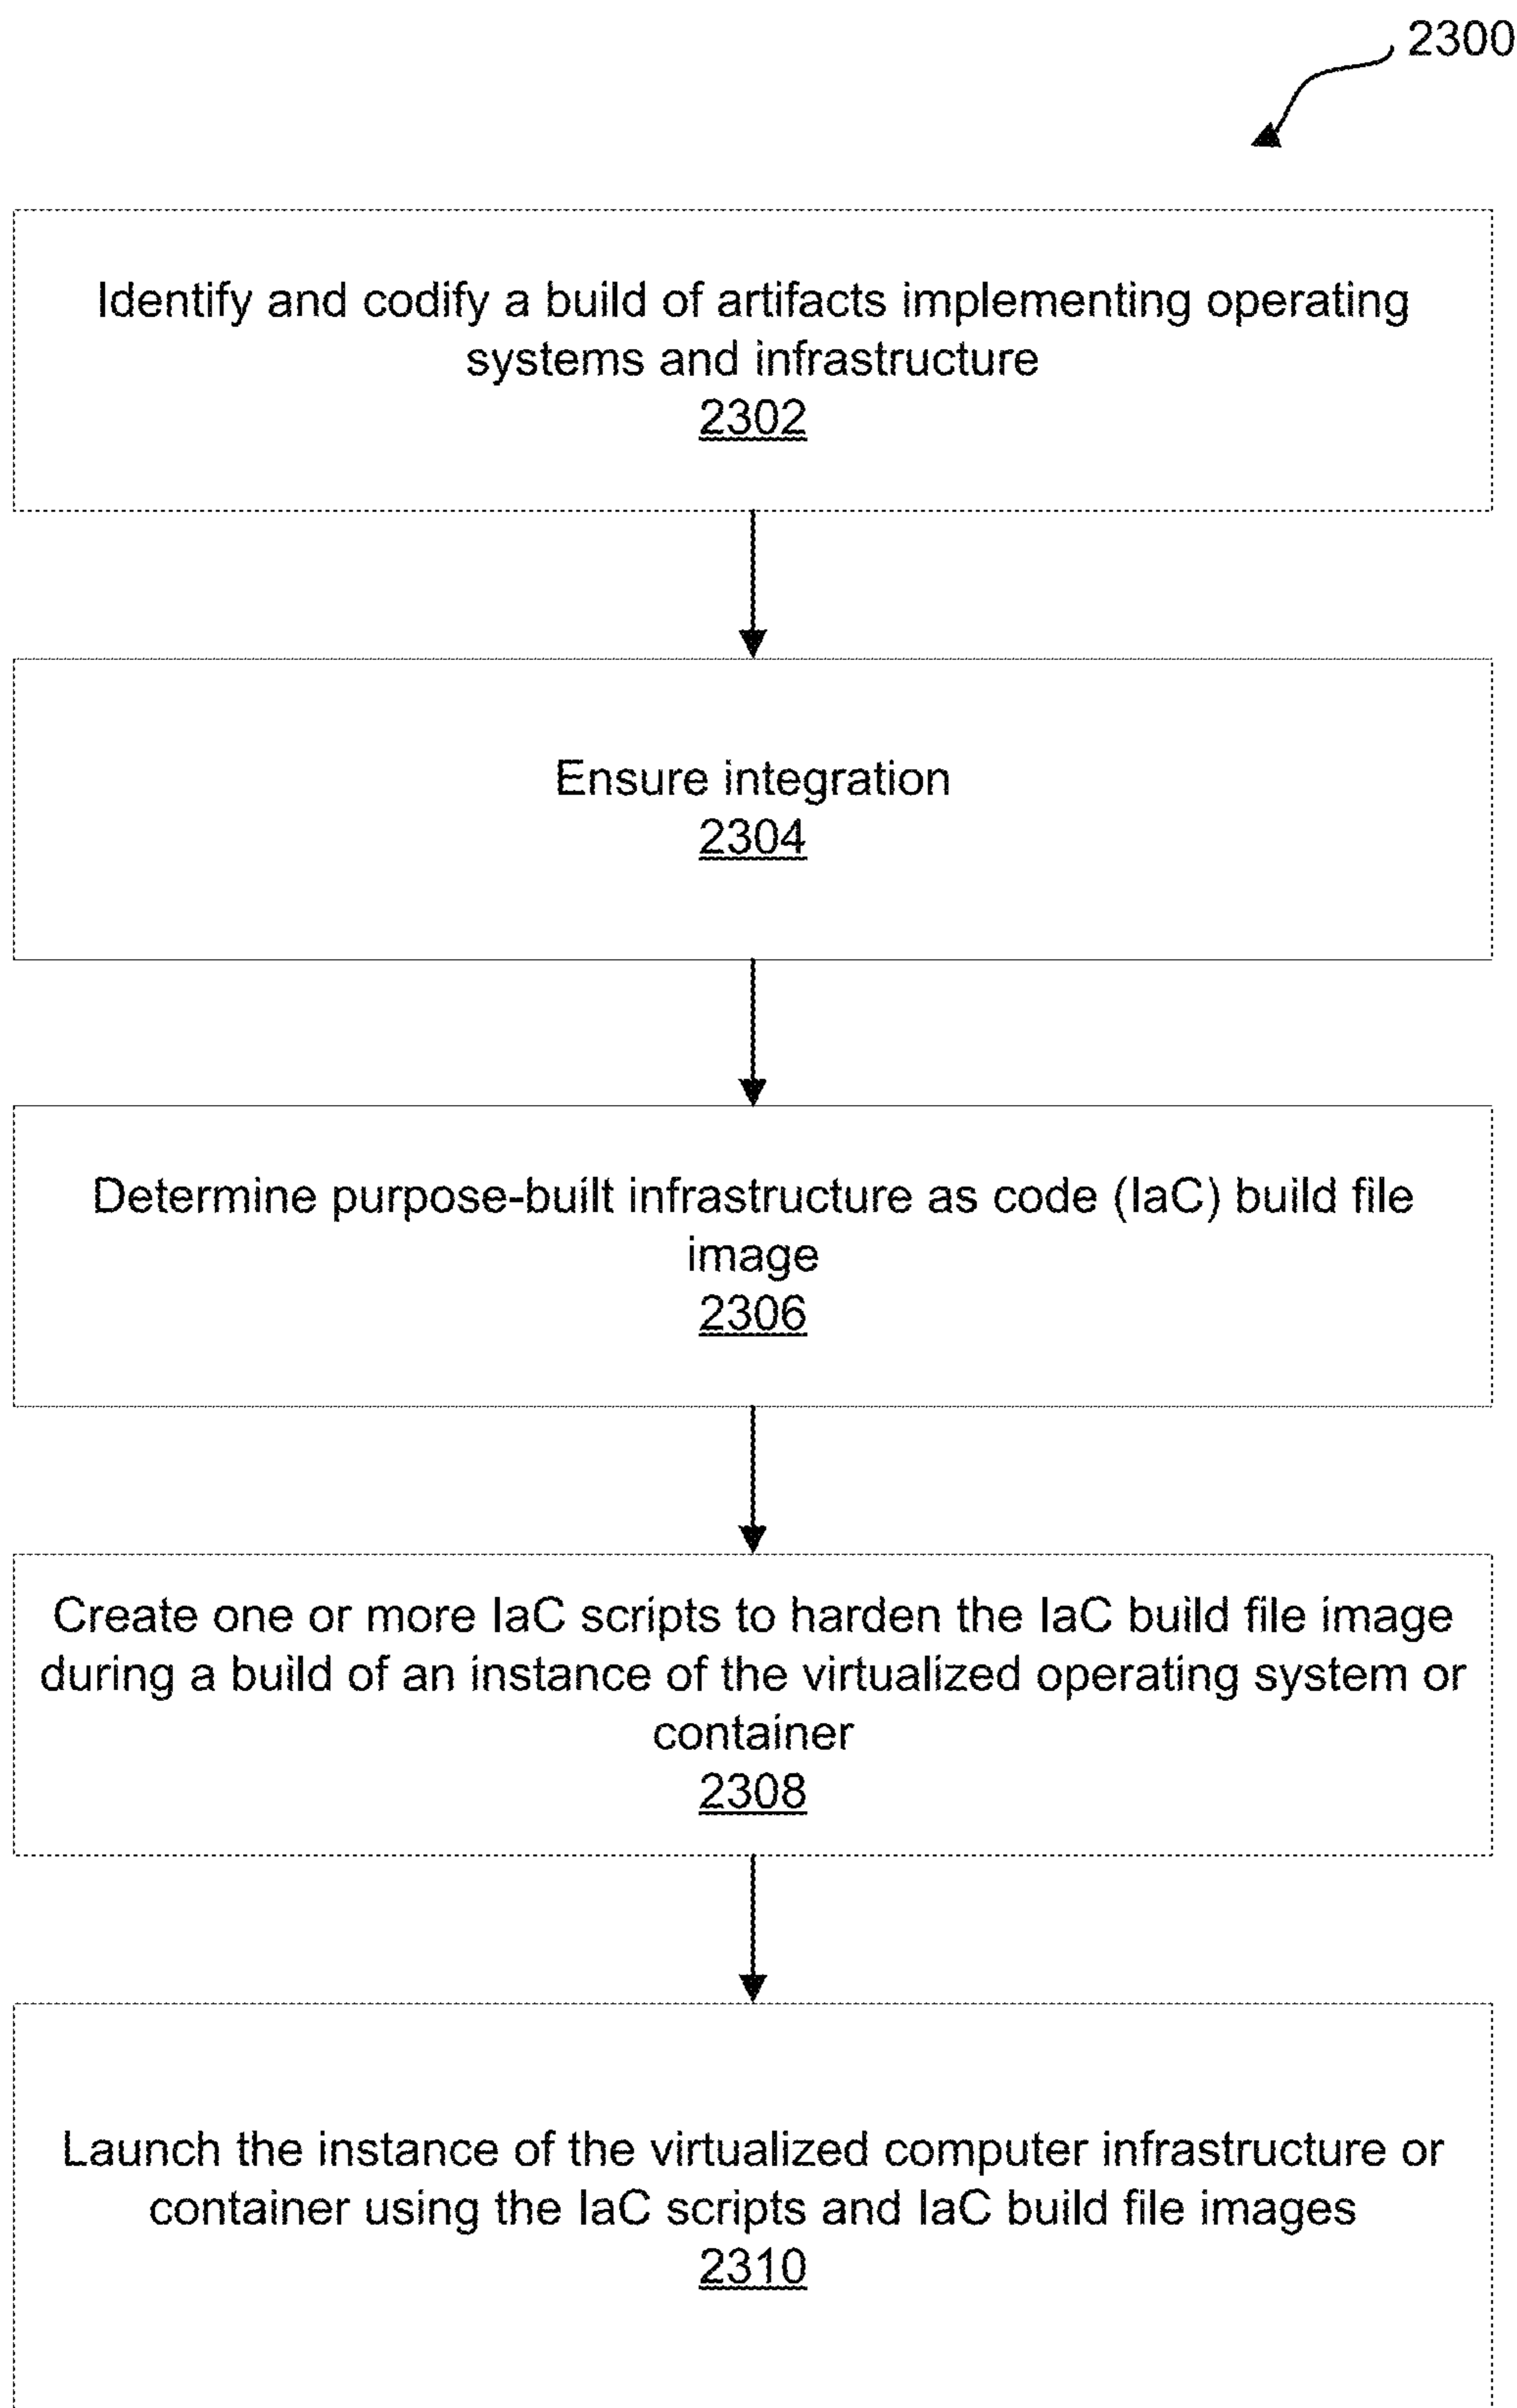 2300
Identify and codify a build of artifacts implementing operating
systems and infrastructure
2302
Ensure integration
2304
Determine purpose-built infrastructure as code (IaC) build file
image
2306
Create one or more IaC scripts to harden the IaC build file image
during a build of an instance of the virtualized operating system or
container
2308
Launch the instance of the virtualized computer infrastructure or
container using the IaC scripts and IaC build file images
2310